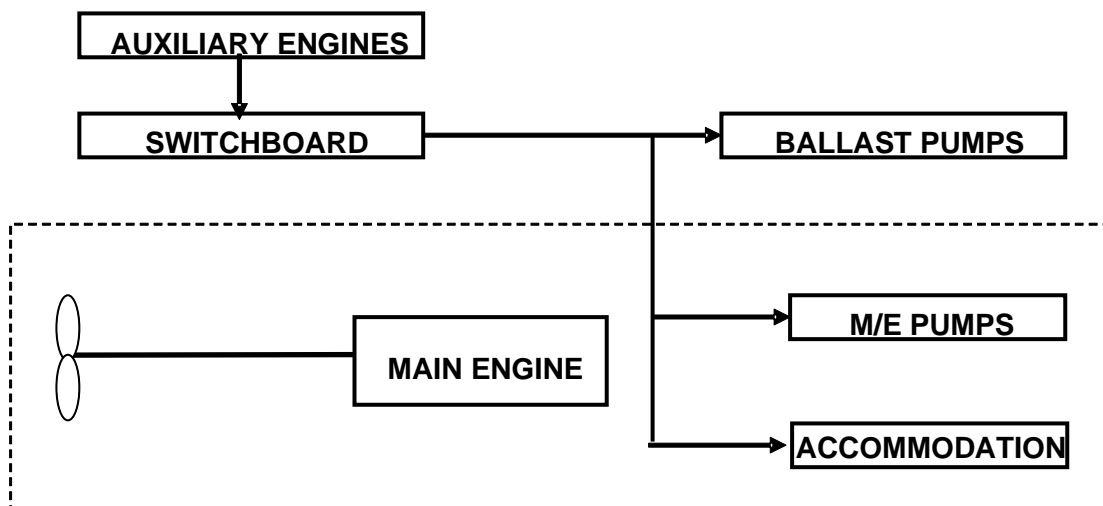 AUXILIARY ENGINES
SWITCHBOARD
BALLAST PUMPS
M/E PUMPS
MAIN ENGINE
ACCOMMODATION